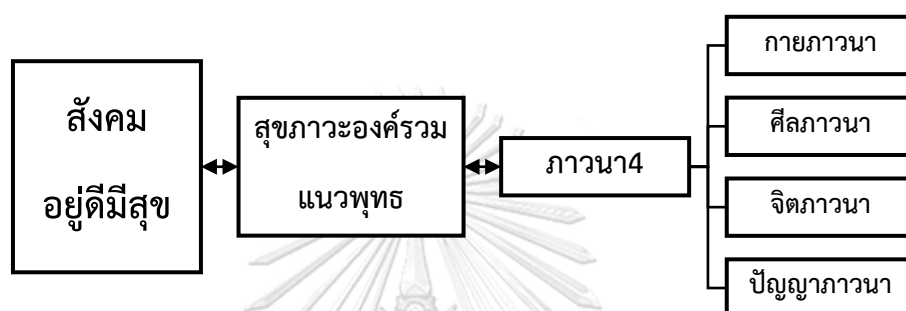 สังคม
อยู่ดีมีสุข
สุขภาวะองค์รวม
แนวพุทธ
ภาวนา4
กายภาวนา
ศีลภาวนา
จิตภาวนา
ปัญญาภาวนา